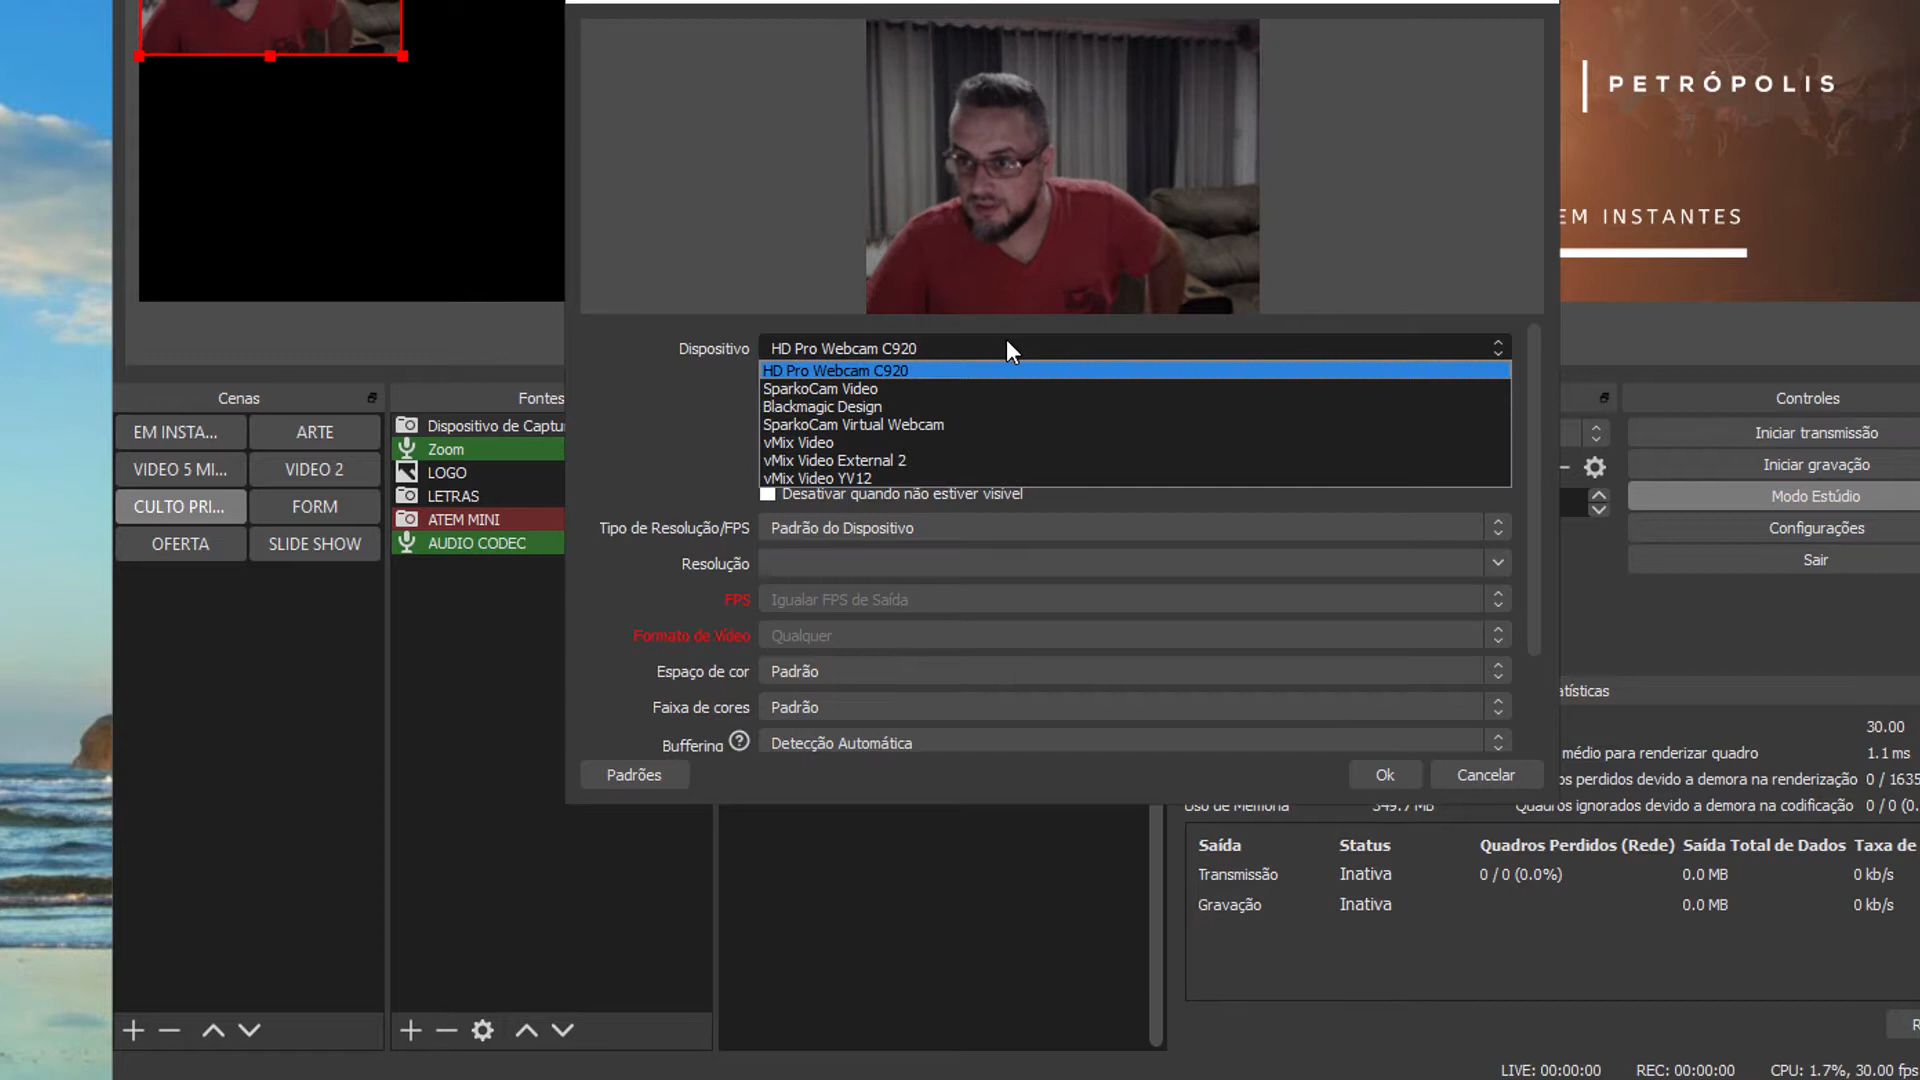 PETRÓPOLIS
EM INSTANTES
Dispositivo
HD Pro Webcam C920
HD Pro Webcam C920
SparkoCam Video
Blackmagic Design
SparkoCam Virtual Webcam
vMix Video
vMix Video External 2
vMix Video YV12
Desativar quando não estiver visível
Tipo de Resolução/FPS
Padrão do Dispositivo
Resolução
FPS
Igualar FPS de Saída
Formato de Vídeo
Qualquer
Espaço de cor
Padrão
Faixa de cores
Padrão
Buffering
?
Detecção Automática
Padrões
Ok
Cancelar
Cenas
EM INSTA...
ARTE
VIDEO 5 MI...
VIDEO 2
CULTO PRI...
FORM
OFERTA
SLIDE SHOW
Fontes
Dispositivo de Captu
Zoom
LOGO
LETRAS
ATEM MINI
AUDIO CODEC
Controles
Iniciar transmissão
Iniciar gravação
Modo Estúdio
Configurações
Sair
atísticas
30.00
médio para renderizar quadro
1.1 ms
s perdidos devido a demora na renderização
0 / 1635
Uso de Memória
349.7 MB
Quadros ignorados devido a demora na codificação
0 / 0 (0.
Saída
Status
Quadros Perdidos (Rede)
Saída Total de Dados
Taxa de
Transmissão
Inativa
0 / 0 (0.0%)
0.0 MB
0 kb/s
Gravação
Inativa
0.0 MB
0 kb/s
R
LIVE: 00:00:00
REC: 00:00:00
CPU: 1.7%, 30.00 fps